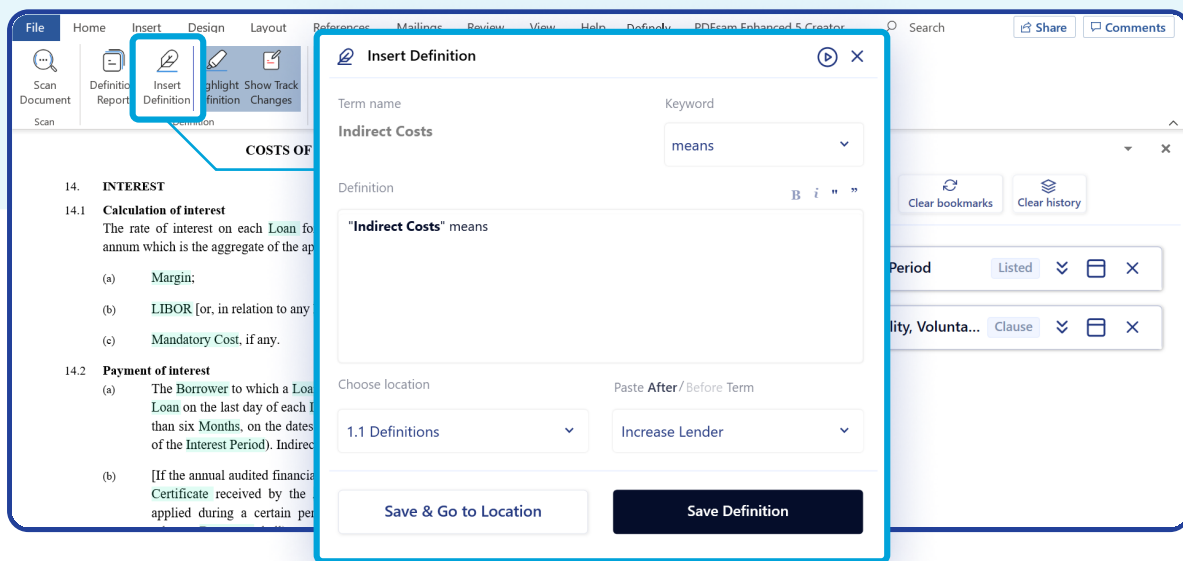 File Home Insert Design Layout References Mailings Review View Help Definely PDFsam Enhanced 5 Creator Search Share Comments
Scan Document
Definition Report
Insert Definition
Highlight Definition
Show Track Changes
Scan
Definition
COSTS OF
14. INTEREST
14.1 Calculation of interest
The rate of interest on each Loan fo
annum which is the aggregate of the ap
(a) Margin;
(b) LIBOR [or, in relation to any
(c) Mandatory Cost, if any.
14.2 Payment of interest
(a) The Borrower to which a Loa
Loan on the last day of each I
than six Months, on the dates
of the Interest Period). Indirec
(b) [If the annual audited financia
Certificate received by the
applied during a certain per
Insert Definition
Term name
Indirect Costs
Keyword
means
Definition
B i " ”
"Indirect Costs" means
Choose location
1.1 Definitions
Paste After/Before Term
Increase Lender
Save & Go to Location
Save Definition
Clear bookmarks
Clear history
Period Listed
lity, Volunta... Clause